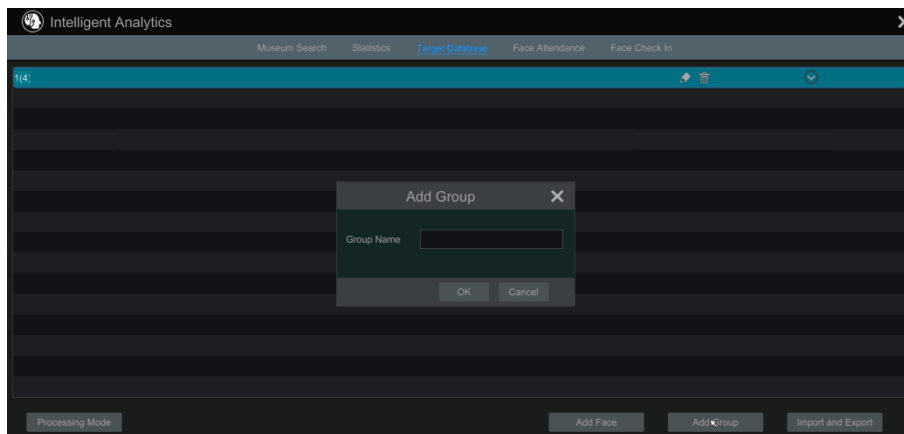 Intelligent Analytics
Museum Search Statistics Target Database Face Attendance Face Check In
1(4)
Add Group
Group Name
OK Cancel
Processing Mode Add Face Add Group Import and Export